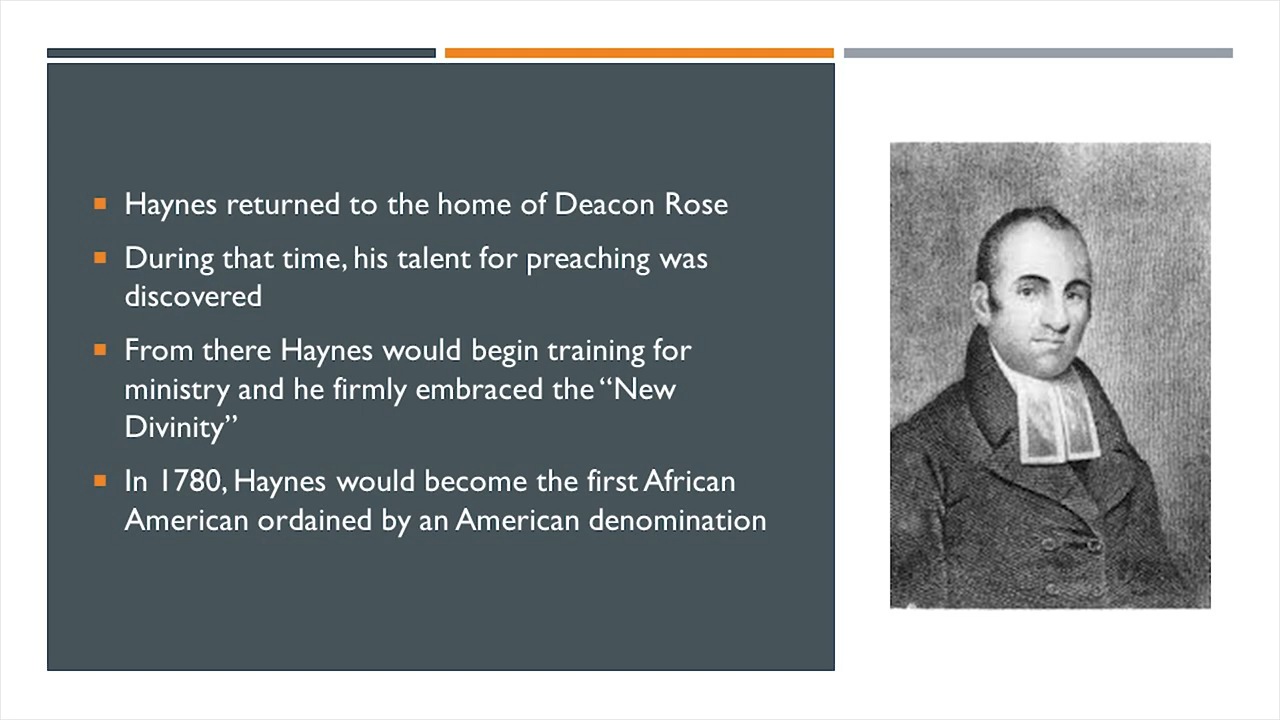 Haynes returned to the home of Deacon Rose
During that time, his talent for preaching was
discovered
From there Haynes would begin training for
ministry and he firmly embraced the “New
Divinity”
In 1780, Haynes would become the first African
American ordained by an American denomination